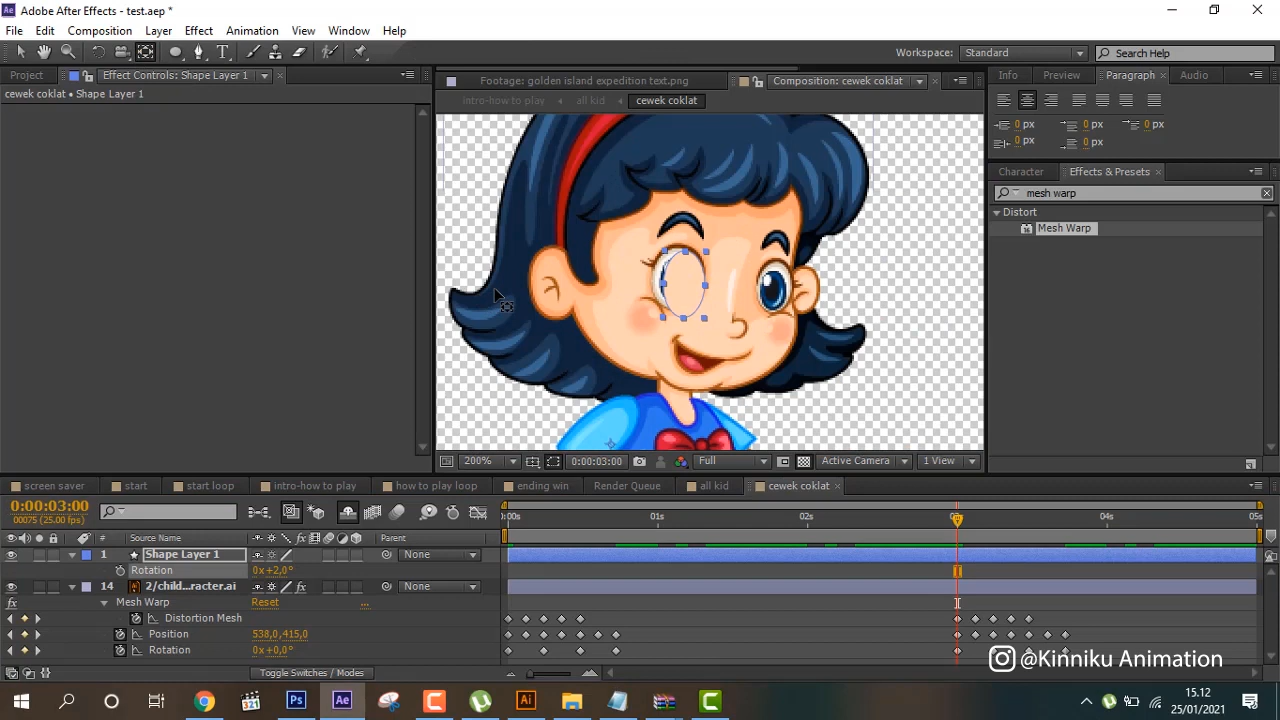 Adobe After Effects - test.aep *
File Edit Composition Layer Effect Animation View Window Help
Workspace: Standard Search Help
Project Effect Controls: Shape Layer 1
cewek coklat • Shape Layer 1
Footage: golden island expedition text.png Composition: cewek coklat
intro-how to play all kid cewek coklat
Info Preview Paragraph Audio
0 px 0 px 0 px
0 px 0 px
Character Effects & Presets
mesh warp
Distort
Mesh Warp
200% 0:00:03:00 Full Active Camera 1 View
screen saver start start loop intro-how to play how to play loop ending win Render Queue all kid cewek coklat
0:00:03:00
00075 (25.00 fps)
# Source Name Parent
1 Shape Layer 1 None
Rotation 0x+2,0°
14 2/child...racter.ai None
Mesh Warp Reset ...
Distortion Mesh
Position 538,0,415,0
Rotation 0x+0,0°
0:00s 01s 02s 04s 05s
Toggle Switches / Modes
@Kinniku Animation
321
Ps Ae Ai
15.12
25/01/2021